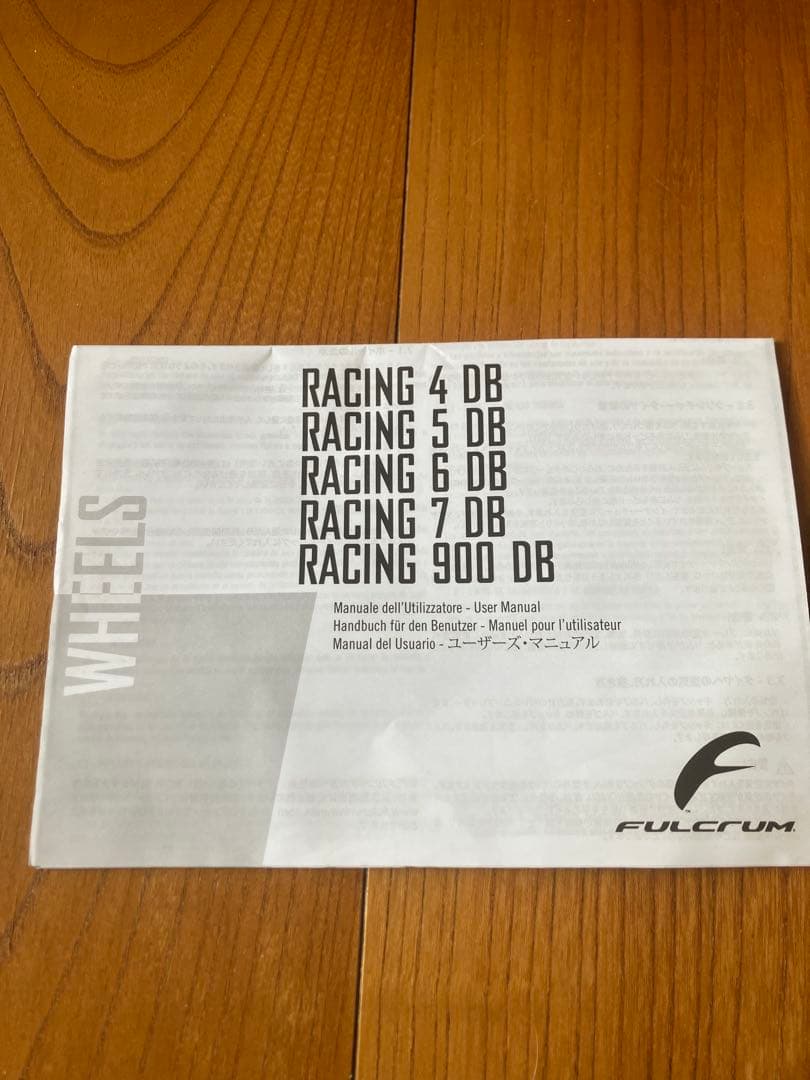 RACING 4 DB
RACING 5 DB
RACING 6 DB
RACING 7 DB
RACING 900 DB
WHEELS
Manuale dell'Utilizzatore - User Manual
Handbuch für den Benutzer - Manuel pour l'utilisateur
Manual del Usuario - ユーザーズ・マニュアル
FULCRUM